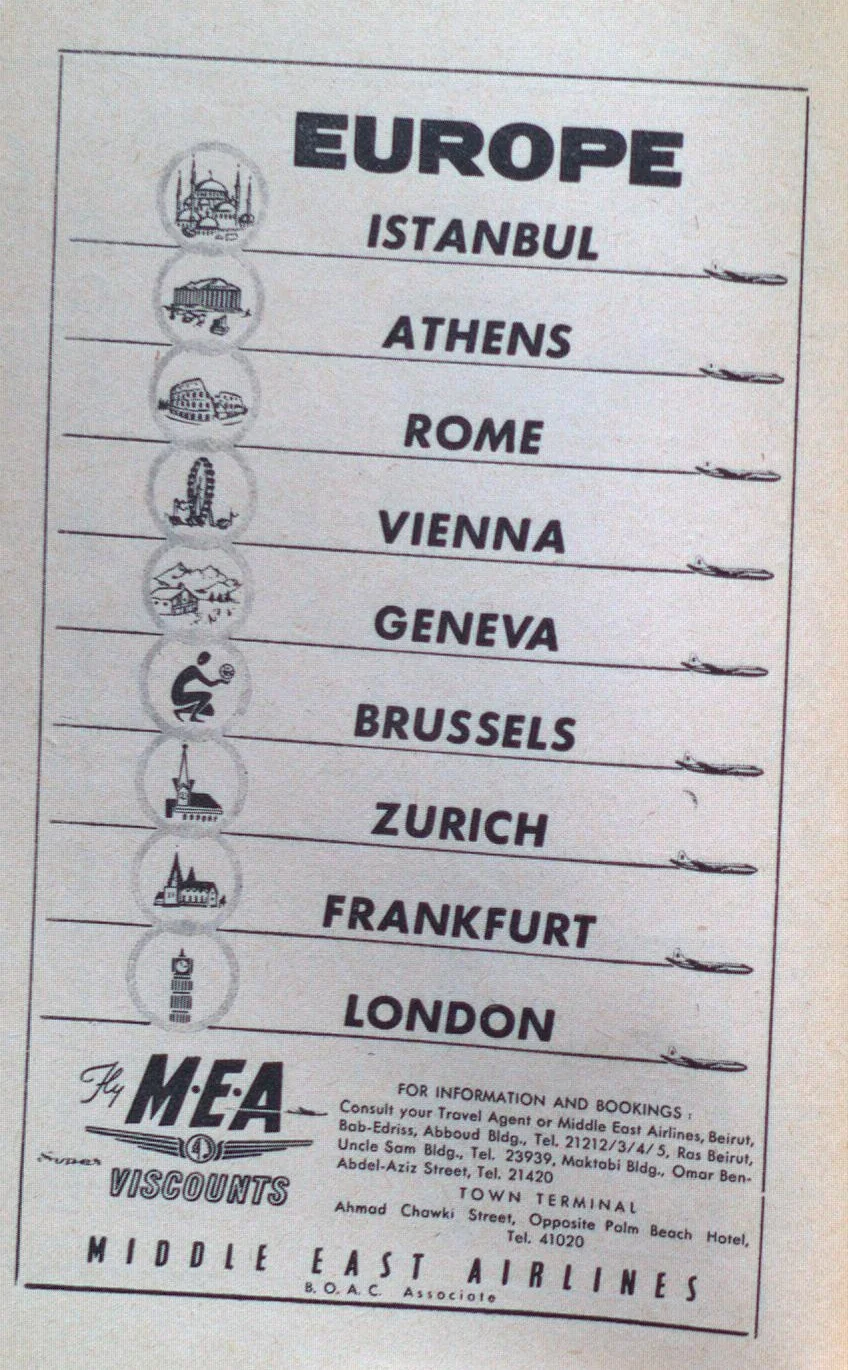 EUROPE
ISTANBUL
ATHENS
ROME
VIENNA
GENEVA
BRUSSELS
ZURICH
FRANKFURT
LONDON
Fly M·E·A
Super
VISCOUNTS
FOR INFORMATION AND BOOKINGS :
Consult your Travel Agent or Middle East Airlines, Beirut,
Bab-Edriss, Abboud Bldg., Tel. 21212/3/4/5, Ras Beirut,
Uncle Sam Bldg., Tel. 23939, Maktabi Bldg., Omar Ben-
Abdel-Aziz Street, Tel. 21420
TOWN TERMINAL
Ahmad Chawki Street, Opposite Palm Beach Hotel,
Tel. 41020
MIDDLE EAST AIRLINES
B. O. A. C. Associate